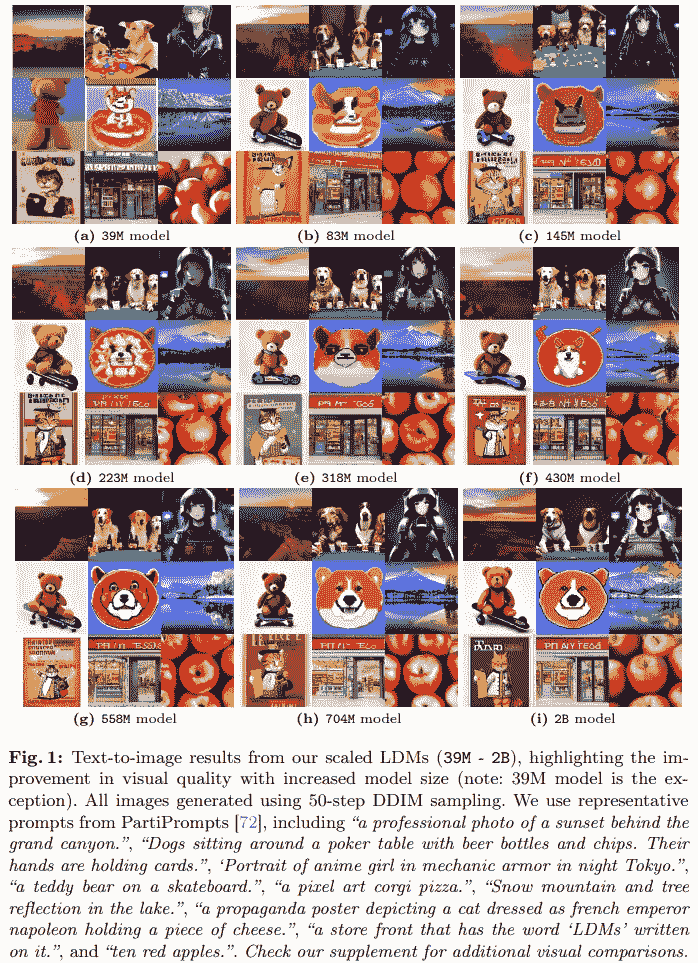 (a) 39M model
(b) 83M model
(c) 145M model
(d) 223M model
(e) 318M model
(f) 430M model
(g) 558M model
(h) 704M model
(i) 2B model
Fig. 1: Text-to-image results from our scaled LDMs (39M - 2B), highlighting the im-
provement in visual quality with increased model size (note: 39M model is the ex-
ception). All images generated using 50-step DDIM sampling. We use representative
prompts from PartiPrompts [72], including “a professional photo of a sunset behind the
grand canyon.”, “Dogs sitting around a poker table with beer bottles and chips. Their
hands are holding cards.”, ‘Portrait of anime girl in mechanic armor in night Tokyo.”,
“a teddy bear on a skateboard.”, “a pixel art corgi pizza.”, “Snow mountain and tree
reflection in the lake.”, “a propaganda poster depicting a cat dressed as french emperor
napoleon holding a piece of cheese.”, “a store front that has the word ‘LDMs’ written
on it.”, and “ten red apples.”. Check our supplement for additional visual comparisons.